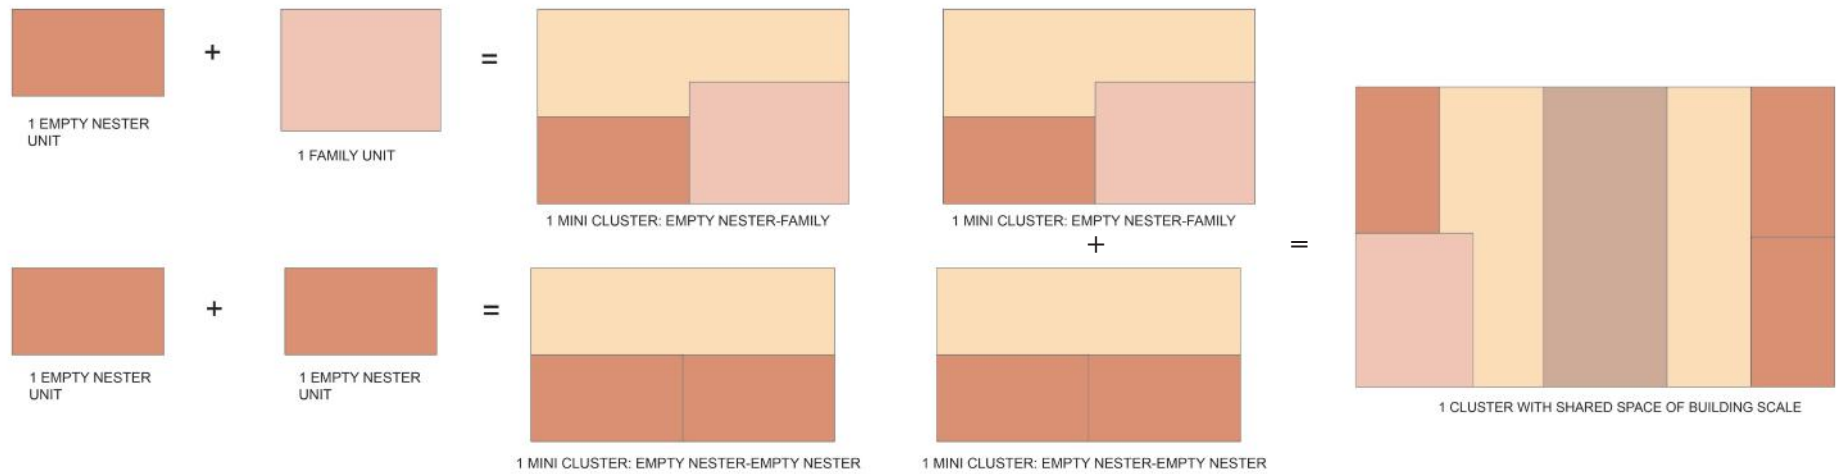 +
=
1 EMPTY NESTER
UNIT
1 FAMILY UNIT
1 MINI CLUSTER: EMPTY NESTER-FAMILY
1 MINI CLUSTER: EMPTY NESTER-FAMILY
+
=
+
=
1 EMPTY NESTER
UNIT
1 EMPTY NESTER
UNIT
1 CLUSTER WITH SHARED SPACE OF BUILDING SCALE
1 MINI CLUSTER: EMPTY NESTER-EMPTY NESTER
1 MINI CLUSTER: EMPTY NESTER-EMPTY NESTER